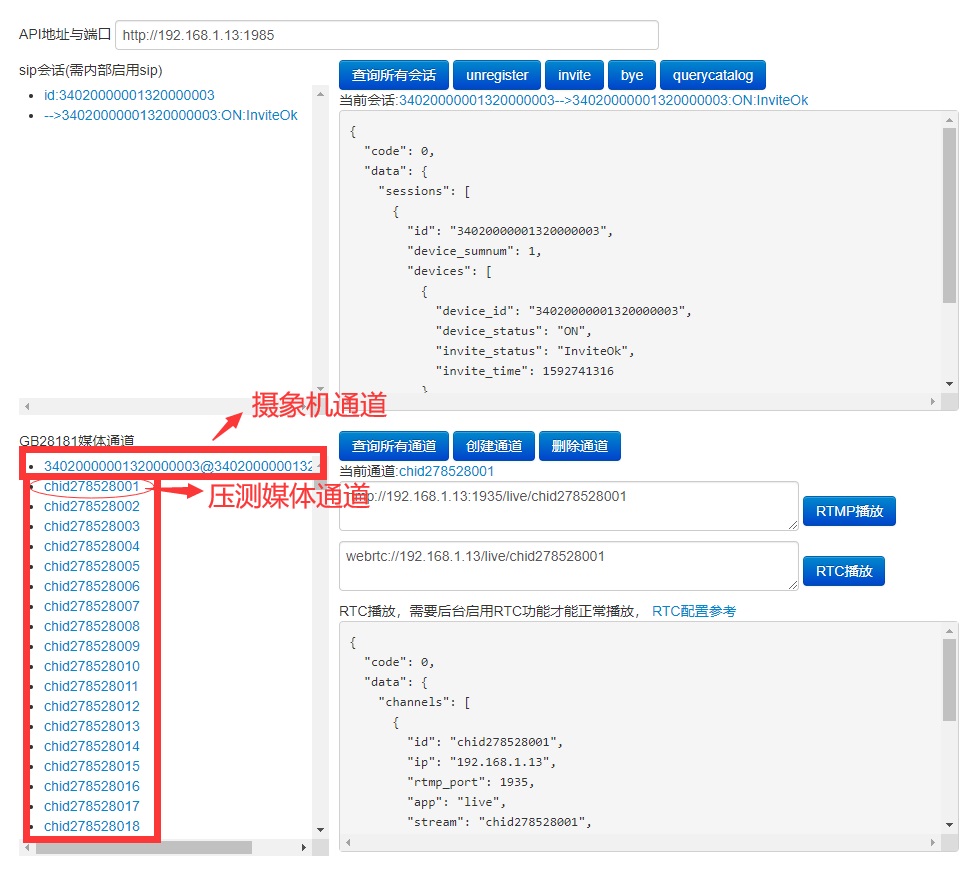 API地址与端口 http://192.168.1.13:1985
sip会话(需内部启用sip)
id:34020000001320000003
-->34020000001320000003:ON:InviteOk
查询所有会话 unregister invite bye querycatalog
当前会话:34020000001320000003-->34020000001320000003:ON:InviteOk
{
"code": 0,
"data": {
"sessions": [
{
"id": "34020000001320000003",
"device_sumnum": 1,
"devices": [
{
"device_id": "34020000001320000003",
"device_status": "ON",
"invite_status": "InviteOk",
"invite_time": 1592741316
}
摄象机通道
GB28181媒体通道
34020000001320000003@3402000000132
chid278528001
压测媒体通道
chid278528002
chid278528003
chid278528004
chid278528005
chid278528006
chid278528007
chid278528008
chid278528009
chid278528010
chid278528011
chid278528012
chid278528013
chid278528014
chid278528015
chid278528016
chid278528017
chid278528018
查询所有通道 创建通道 删除通道
当前通道:chid278528001
://192.168.1.13:1935/live/chid278528001
RTMP播放
webrtc://192.168.1.13/live/chid278528001
RTC播放
RTC播放，需要后台启用RTC功能才能正常播放， RTC配置参考
{
"code": 0,
"data": {
"channels": [
{
"id": "chid278528001",
"ip": "192.168.1.13",
"rtmp_port": 1935,
"app": "live",
"stream": "chid278528001",